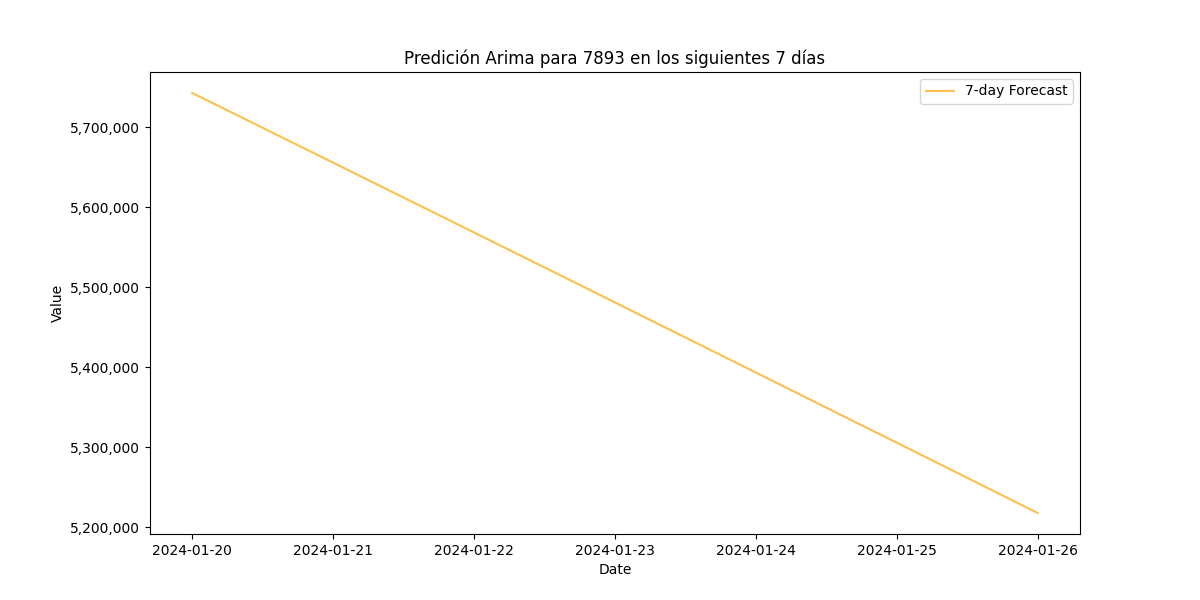 Predición Arima para 7893 en los siguientes 7 días
7-day Forecast
5,700,000
5,600,000
5,500,000
5,400,000
5,300,000
5,200,000
Value
2024-01-20 2024-01-21 2024-01-22 2024-01-23 2024-01-24 2024-01-25 2024-01-26
Date